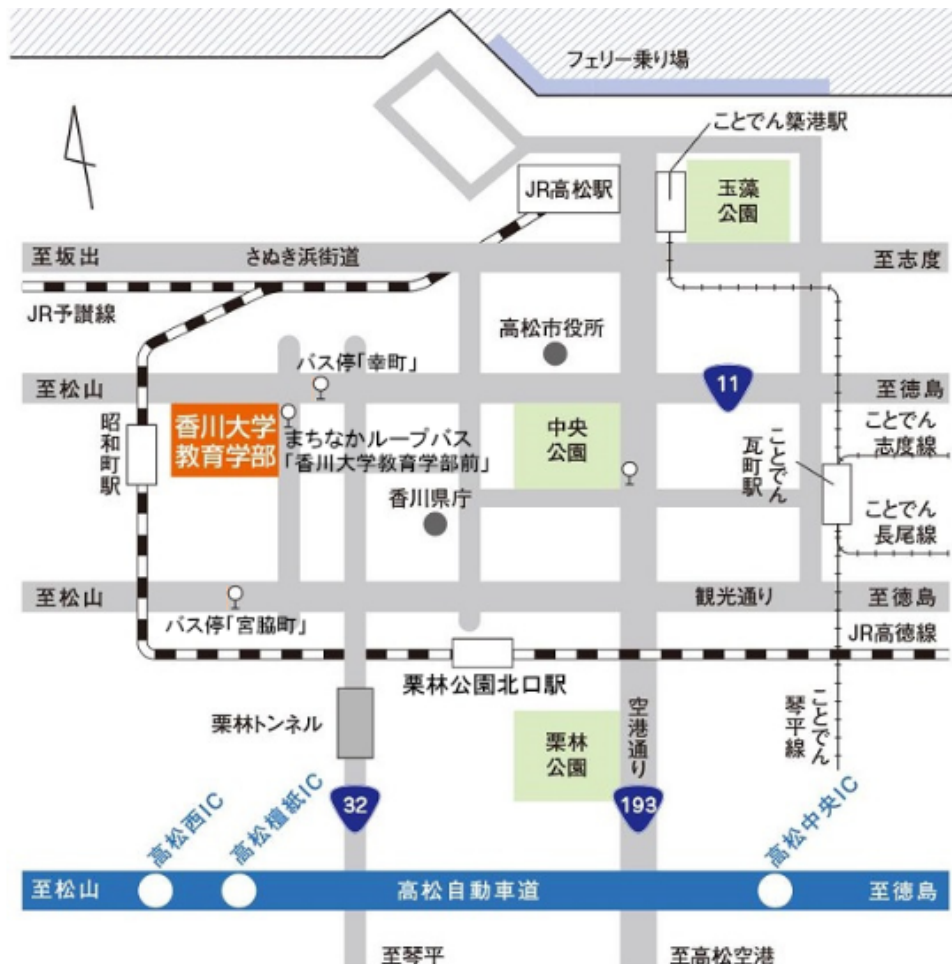 フェリー乗り場
ことでん築港駅
JR高松駅
玉藻
公園
至坂出
さぬき浜街道
至志度
JR予讃線
高松市役所
バス停「幸町」
至松山
11
至徳島
昭和町駅
香川大学
教育学部
まちなかループバス
「香川大学教育学部前」
中央
公園
ことでん
瓦町駅
ことでん
志度線
香川県庁
ことでん
長尾線
至松山
観光通り
至徳島
バス停「宮脇町」
JR高徳線
栗林公園北口駅
栗林トンネル
栗林
公園
空港通り
ことでん
琴平線
32
193
高松西IC
高松檀紙IC
高松中央IC
至松山
高松自動車道
至徳島
至琴平
至高松空港